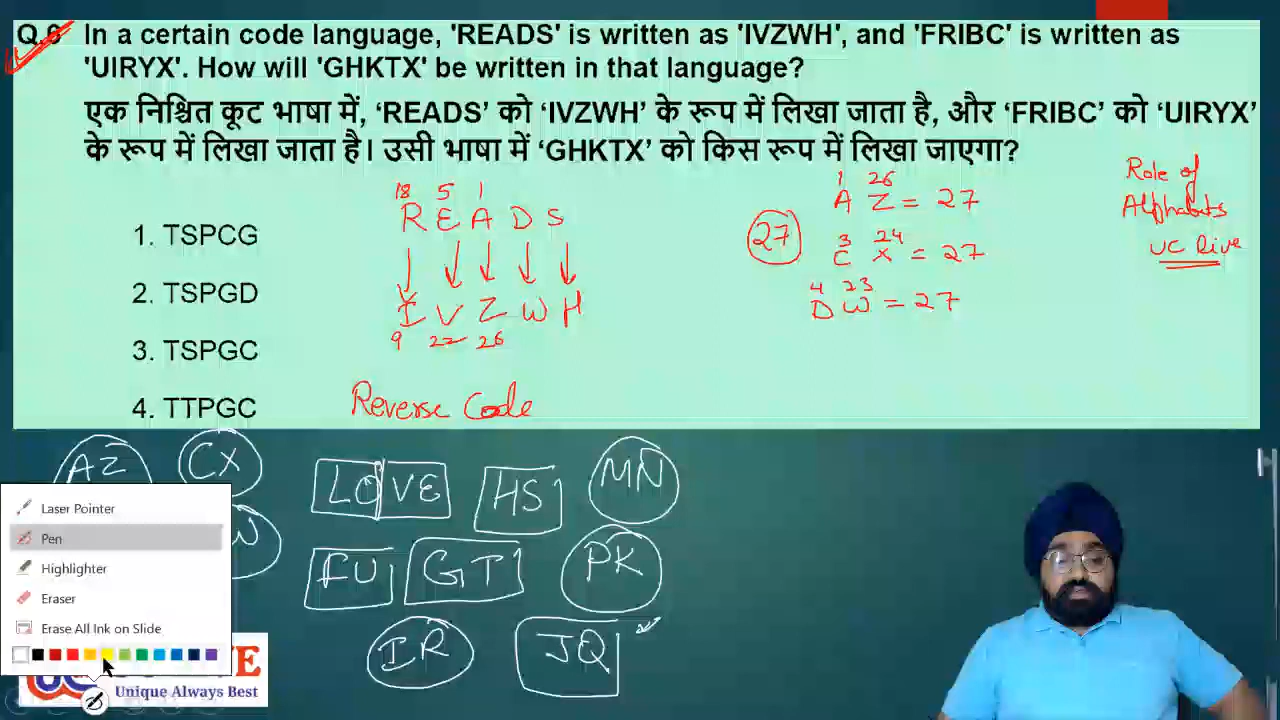 Q.6 In a certain code language, 'READS' is written as 'IVZWH', and 'FRIBC' is written as
'UIRYX'. How will 'GHKTX' be written in that language?
एक निश्चित कूट भाषा में, ‘READS’ को ‘IVZWH’ के रूप में लिखा जाता है, और ‘FRIBC’ को ‘UIRYX’
के रूप में लिखा जाता है। उसी भाषा में ‘GHKTX’ को किस रूप में लिखा जाएगा?
1. TSPCG
2. TSPGD
3. TSPGC
4. TTPGC
18 5 1
R E A D S
I V Z W H
9 22 26
Reverse Code
27
1 26
A Z = 27
3 24
C X = 27
4 23
D W = 27
Role of
Alphabets
UC Live
AZ CX
LOVE HS MN
FU GT PK
IR JQ
Laser Pointer
Pen
Highlighter
Eraser
Erase All Ink on Slide
Unique Always Best